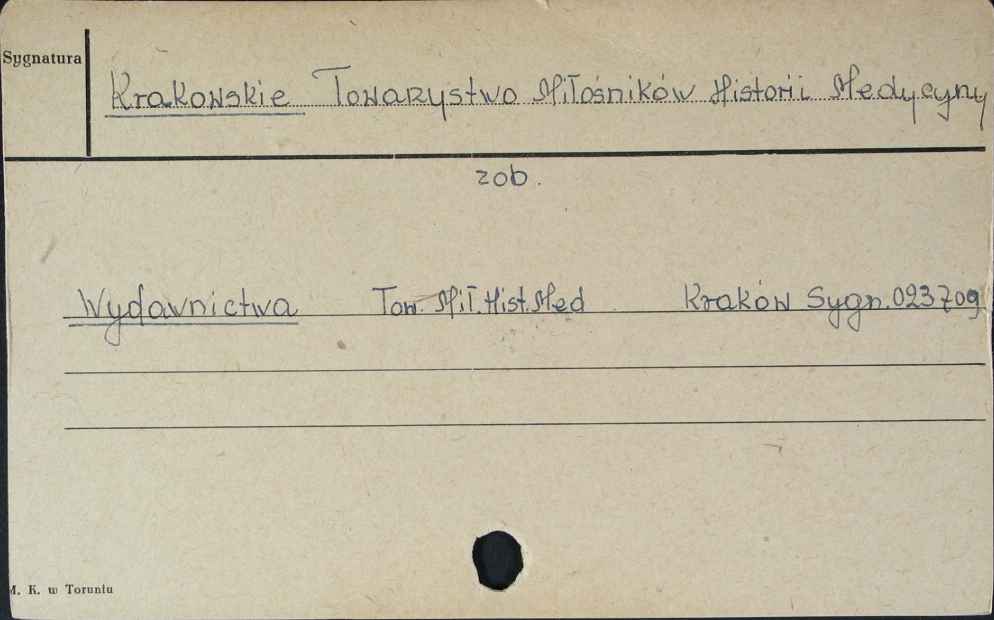 Sygnatura
Krakowskie Towarzystwo Miłośników Historii Medycyny
zob.
Wydawnictwa Tow. Mił. Hist. Med Kraków Sygn. 023709
M. K. w Toruniu